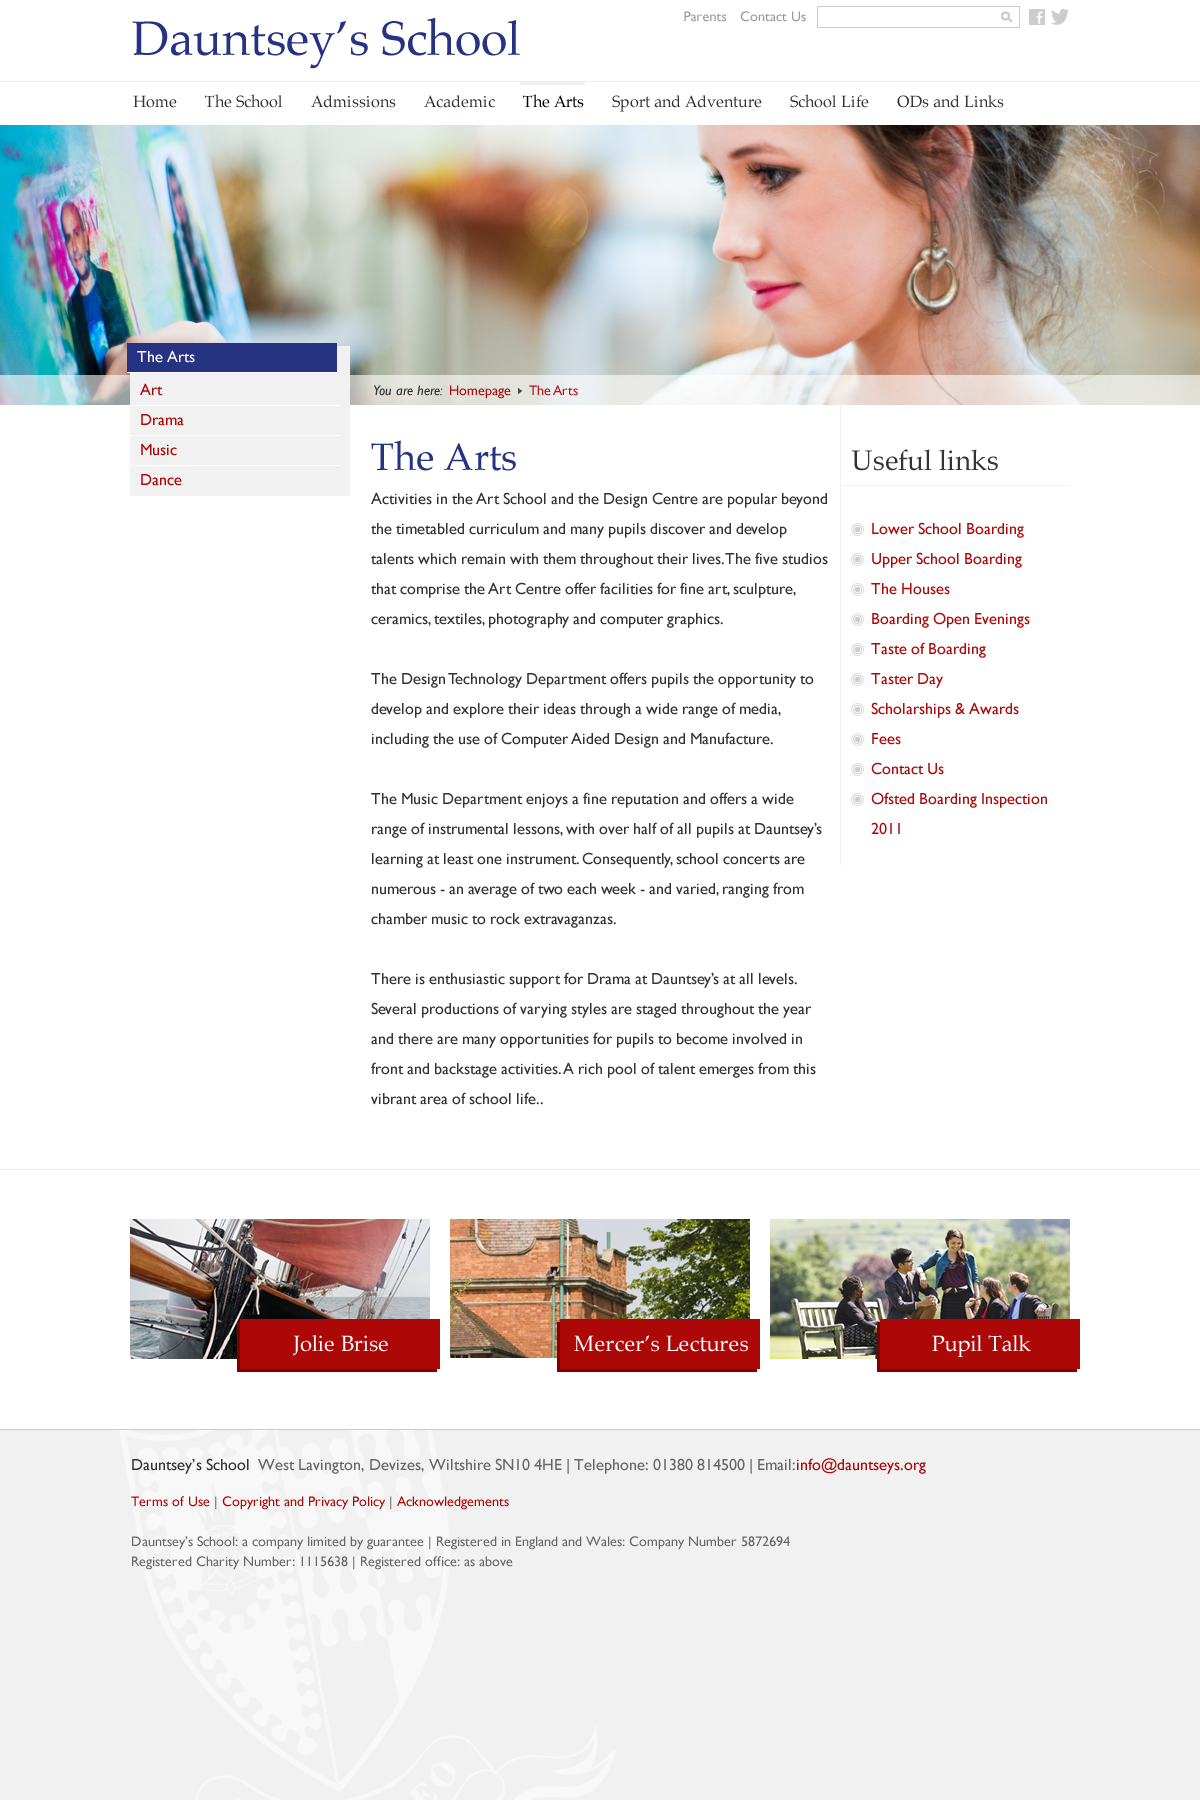 Parents Contact Us
Dauntsey's School
Home The School Admissions Academic The Arts Sport and Adventure School Life ODs and Links
The Arts
Art
Drama
Music
Dance
You are here: Homepage The Arts
The Arts
Activities in the Art School and the Design Centre are popular beyond
the timetabled curriculum and many pupils discover and develop
talents which remain with them throughout their lives. The five studios
that comprise the Art Centre offer facilities for fine art, sculpture,
ceramics, textiles, photography and computer graphics.
The Design Technology Department offers pupils the opportunity to
develop and explore their ideas through a wide range of media,
including the use of Computer Aided Design and Manufacture.
The Music Department enjoys a fine reputation and offers a wide
range of instrumental lessons, with over half of all pupils at Dauntsey's
learning at least one instrument. Consequently, school concerts are
numerous - an average of two each week - and varied, ranging from
chamber music to rock extravaganzas.
There is enthusiastic support for Drama at Dauntsey's at all levels.
Several productions of varying styles are staged throughout the year
and there are many opportunities for pupils to become involved in
front and backstage activities. A rich pool of talent emerges from this
vibrant area of school life..
Useful links
Lower School Boarding
Upper School Boarding
The Houses
Boarding Open Evenings
Taste of Boarding
Taster Day
Scholarships & Awards
Fees
Contact Us
Ofsted Boarding Inspection
2011
Jolie Brise
Mercer's Lectures
Pupil Talk
Dauntsey's School West Lavington, Devizes, Wiltshire SN10 4HE | Telephone: 01380 814500 | Email:info@dauntseys.org
Terms of Use | Copyright and Privacy Policy | Acknowledgements
Dauntsey's School: a company limited by guarantee | Registered in England and Wales: Company Number 5872694
Registered Charity Number: 1115638 | Registered office: as above